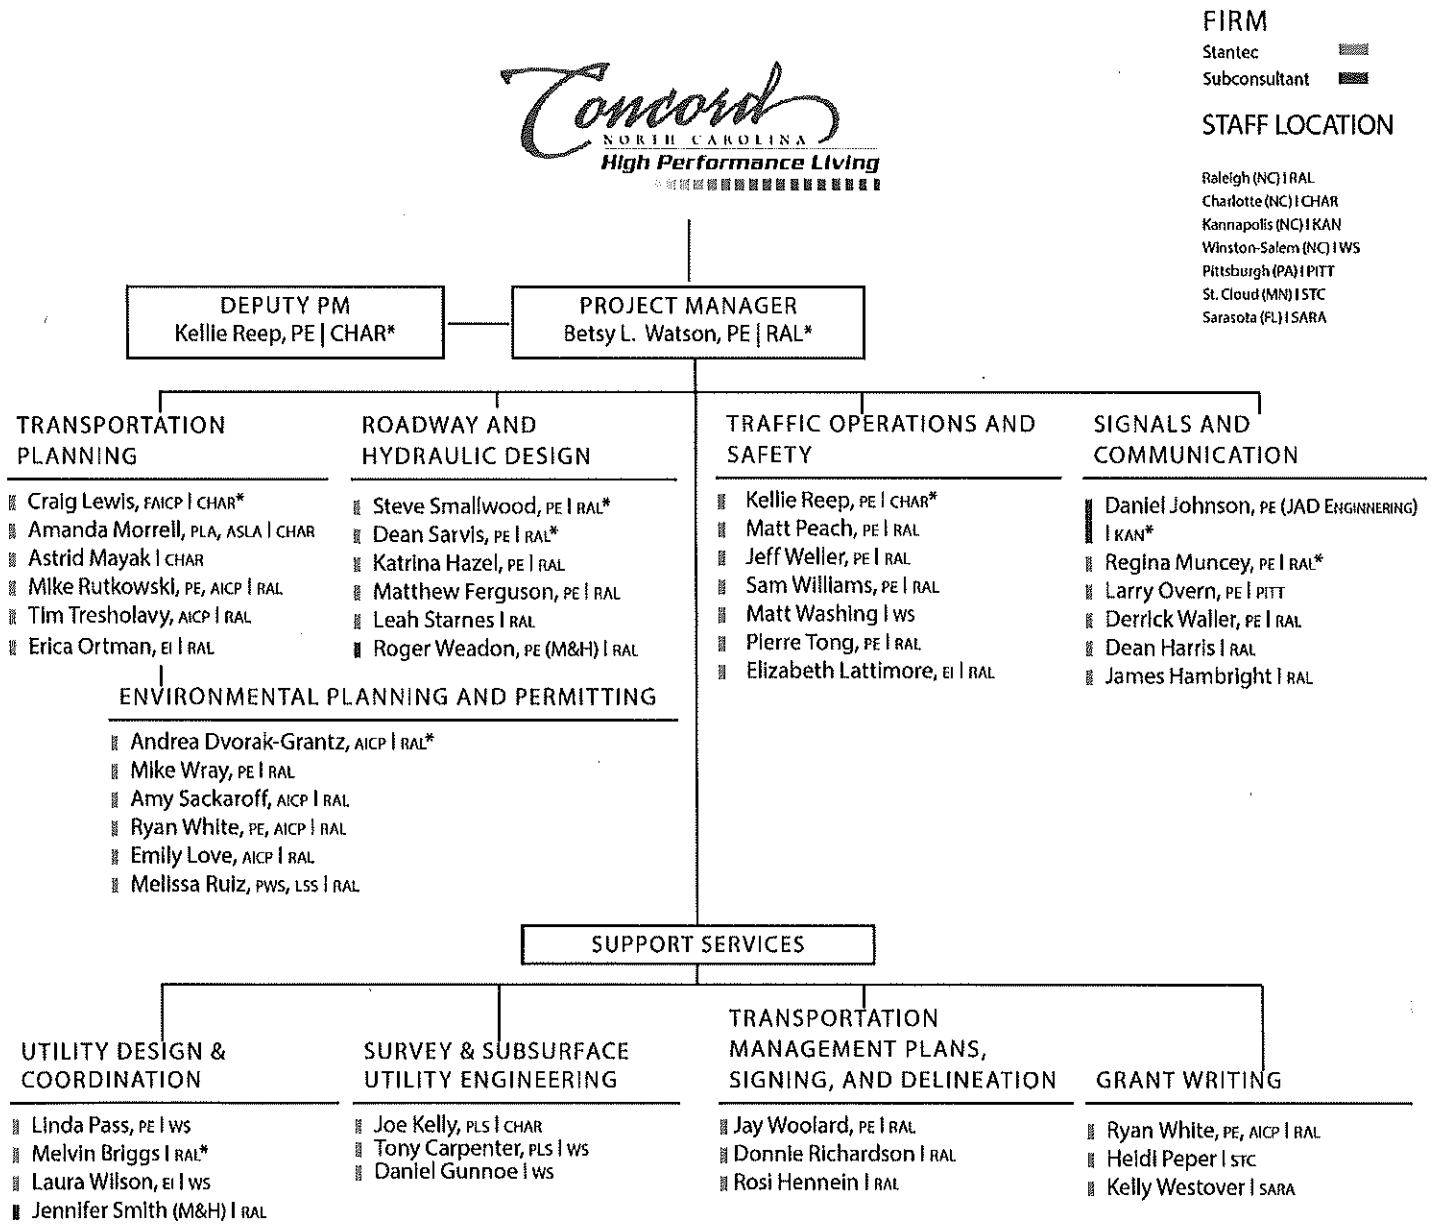 FIRM
Stantec
Subconsultant
STAFF LOCATION
Raleigh (NC) | RAL
Charlotte (NC) | CHAR
Kannapolis (NC) | KAN
Winston-Salem (NC) | WS
Pittsburgh (PA) | PITT
St. Cloud (MN) | STC
Sarasota (FL) | SARA
Concord
NORTH CAROLINA
High Performance Living
DEPUTY PM
Kellie Reep, PE | CHAR*
PROJECT MANAGER
Betsy L. Watson, PE | RAL*
TRANSPORTATION
PLANNING
Craig Lewis, FAICP | CHAR*
Amanda Morrell, PLA, ASLA | CHAR
Astrid Mayak | CHAR
Mike Rutkowski, PE, AICP | RAL
Tim Tresholavy, AICP | RAL
Erica Ortman, EI | RAL
ROADWAY AND
HYDRAULIC DESIGN
Steve Smallwood, PE | RAL*
Dean Sarvis, PE | RAL*
Katrina Hazel, PE | RAL
Matthew Ferguson, PE | RAL
Leah Starnes | RAL
Roger Weadon, PE (M&H) | RAL
TRAFFIC OPERATIONS AND
SAFETY
Kellie Reep, PE | CHAR*
Matt Peach, PE | RAL
Jeff Weller, PE | RAL
Sam Williams, PE | RAL
Matt Washing | WS
Pierre Tong, PE | RAL
Elizabeth Lattimore, EI | RAL
SIGNALS AND
COMMUNICATION
Daniel Johnson, PE (JAD ENGINNERING)
| KAN*
Regina Muncey, PE | RAL*
Larry Overn, PE | PITT
Derrick Waller, PE | RAL
Dean Harris | RAL
James Hambright | RAL
ENVIRONMENTAL PLANNING AND PERMITTING
Andrea Dvorak-Grantz, AICP | RAL*
Mike Wray, PE | RAL
Amy Sackaroff, AICP | RAL
Ryan White, PE, AICP | RAL
Emily Love, AICP | RAL
Melissa Ruiz, PWS, LSS | RAL
SUPPORT SERVICES
UTILITY DESIGN &
COORDINATION
Linda Pass, PE | WS
Melvin Briggs | RAL*
Laura Wilson, EI | WS
Jennifer Smith (M&H) | RAL
SURVEY & SUBSURFACE
UTILITY ENGINEERING
Joe Kelly, PLS | CHAR
Tony Carpenter, PLS | WS
Daniel Gunnoe | WS
TRANSPORTATION
MANAGEMENT PLANS,
SIGNING, AND DELINEATION
Jay Woolard, PE | RAL
Donnie Richardson | RAL
Rosi Hennein | RAL
GRANT WRITING
Ryan White, PE, AICP | RAL
Heidi Peper | STC
Kelly Westover | SARA